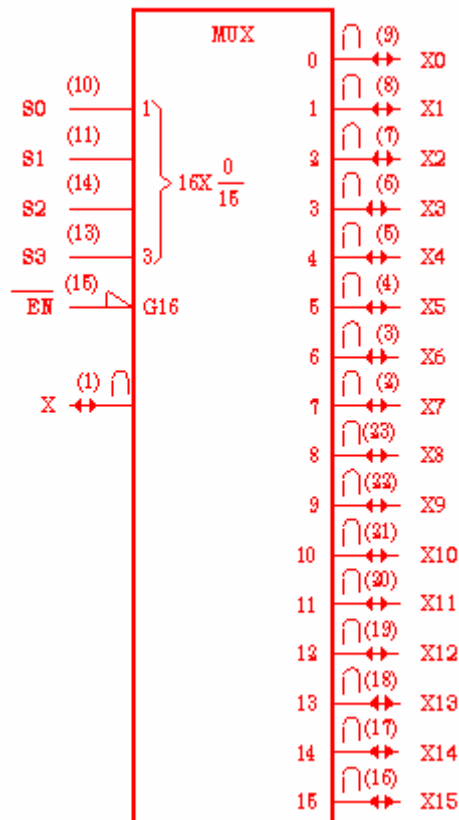 MUX
0 (9) X0
S0 (10) 1 1 (8) X1
S1 (11) 2 (7) X2
16X 0/15
S2 (14) 3 (6) X3
S3 (13) 3 4 (5) X4
EN (15) G16 5 (4) X5
6 (3) X6
X (1) 7 (2) X7
8 (23) X8
9 (22) X9
10 (21) X10
11 (20) X11
12 (19) X12
13 (18) X13
14 (17) X14
15 (16) X15